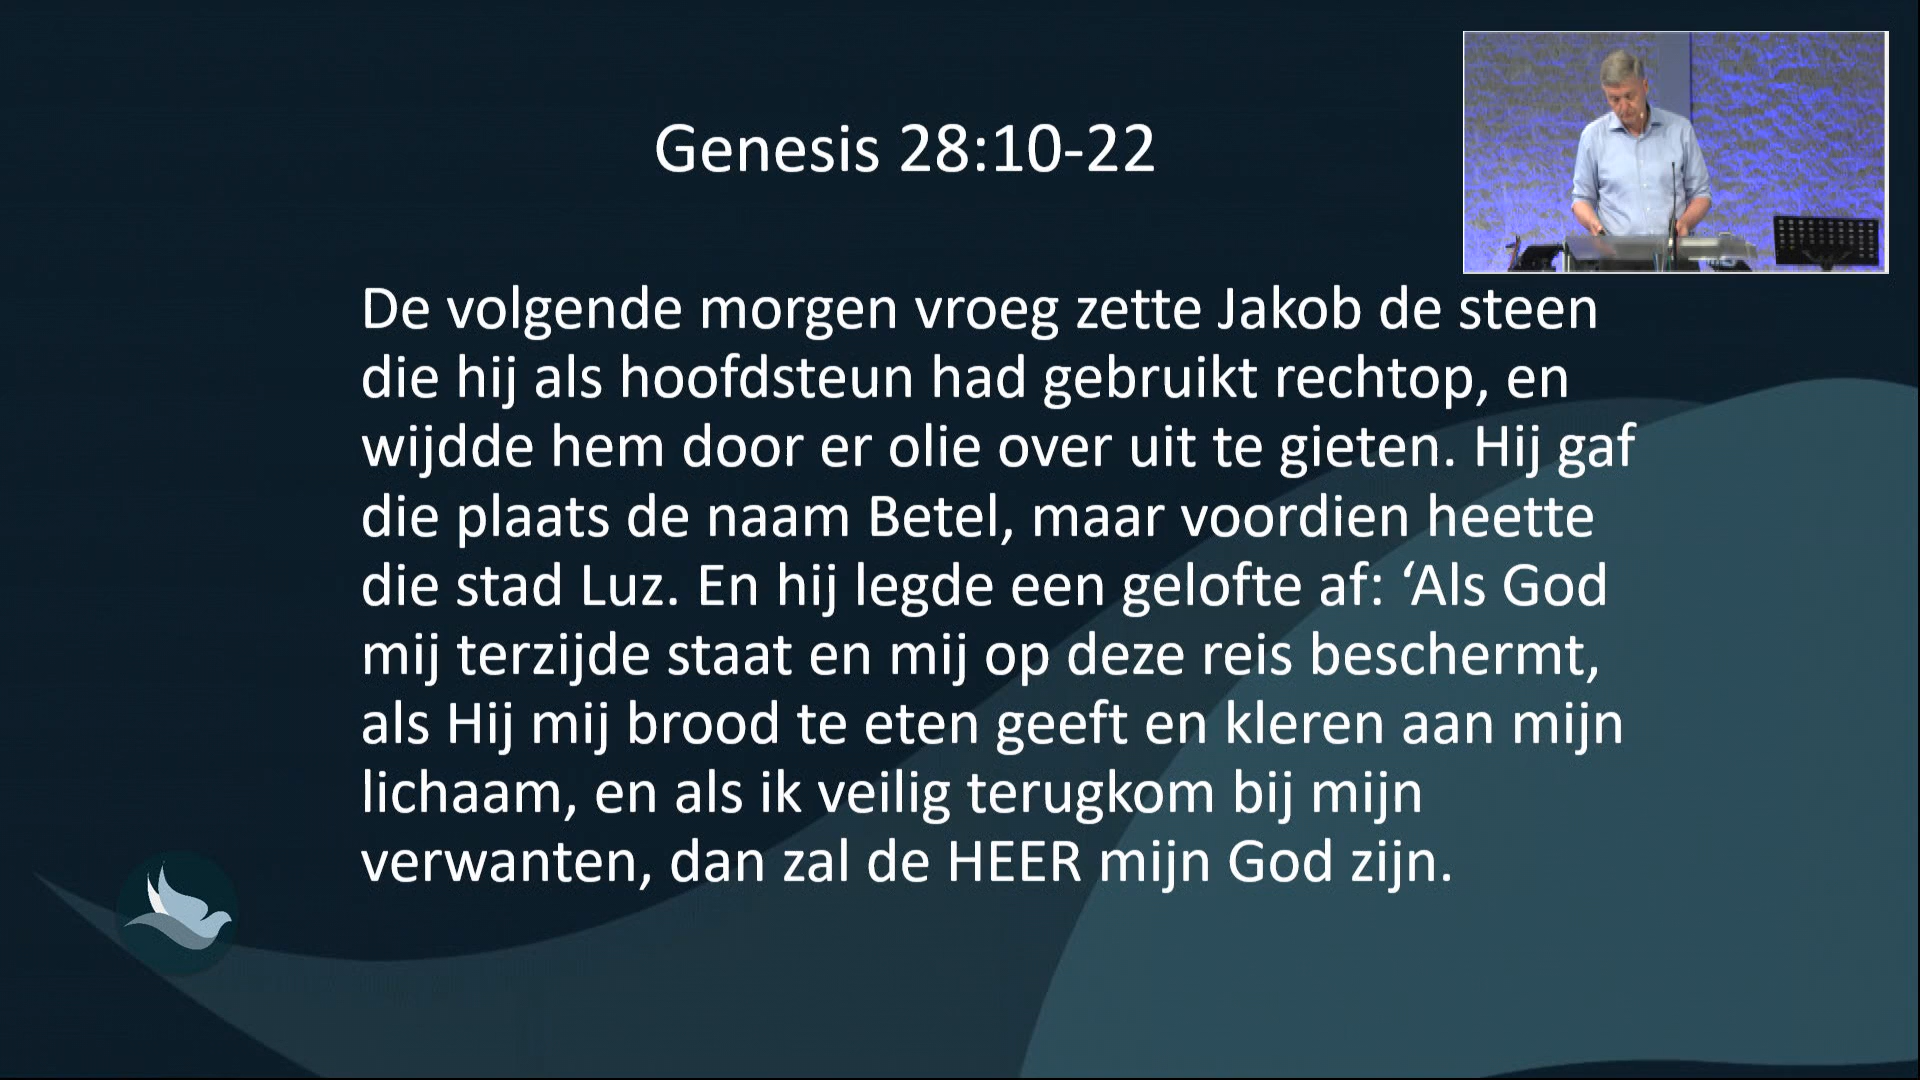 Genesis 28:10-22
De volgende morgen vroeg zette Jakob de steen
die hij als hoofdsteun had gebruikt rechtop, en
wijdde hem door er olie over uit te gieten. Hij gaf
die plaats de naam Betel, maar voordien heette
die stad Luz. En hij legde een gelofte af: ‘Als God
mij terzijde staat en mij op deze reis beschermt,
als Hij mij brood te eten geeft en kleren aan mijn
lichaam, en als ik veilig terugkom bij mijn
verwanten, dan zal de HEER mijn God zijn.